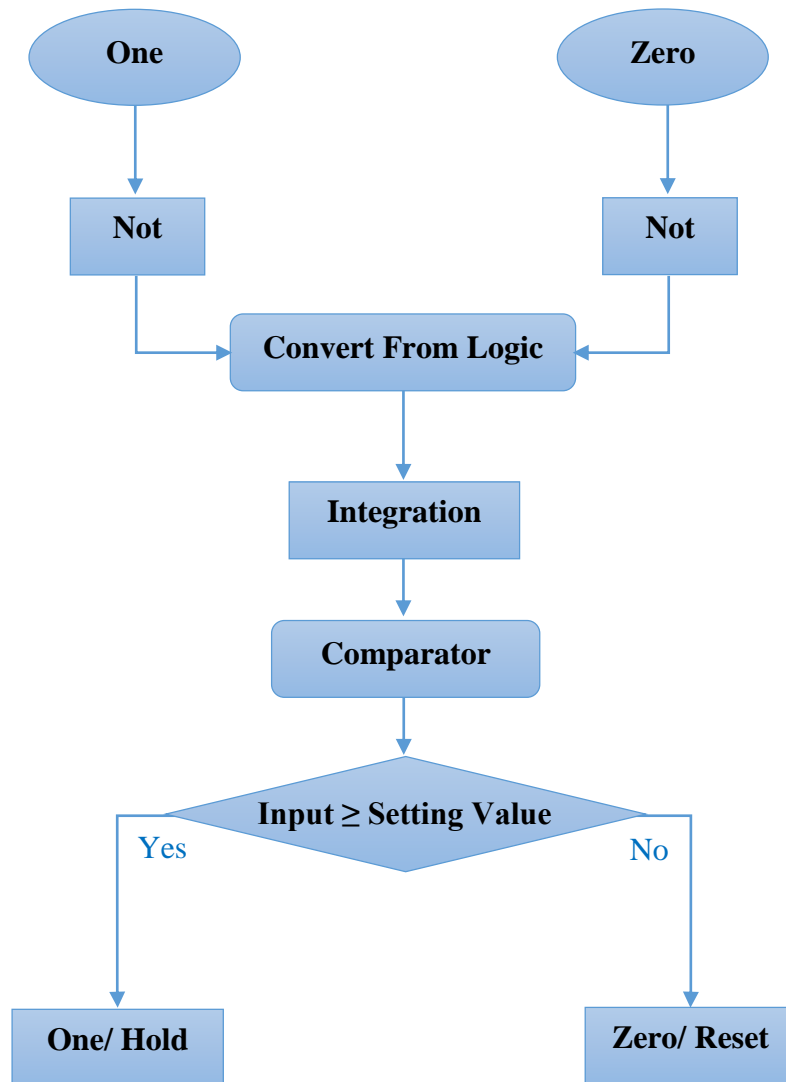 One
Zero
Not
Not
Convert From Logic
Integration
Comparator
Input ≥ Setting Value
Yes
No
One/ Hold
Zero/ Reset